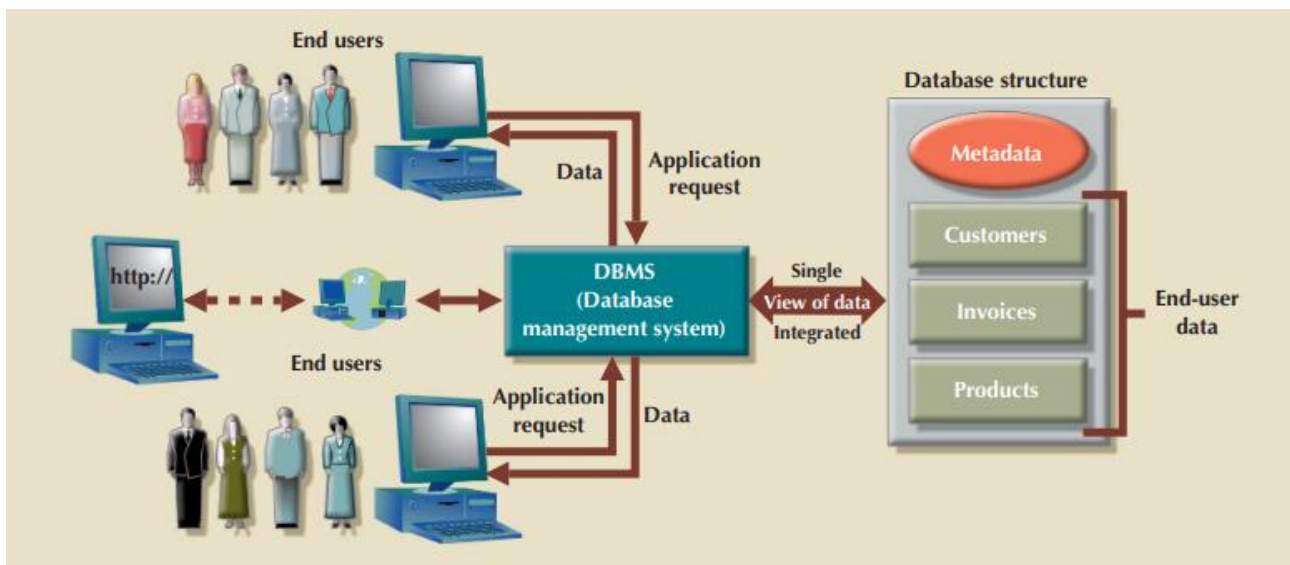 End users
Database structure
Metadata
Data
Application
request
Customers
http://
DBMS
(Database
management system)
Single
View of data
Integrated
Invoices
End-user
data
End users
Application
request
Data
Products